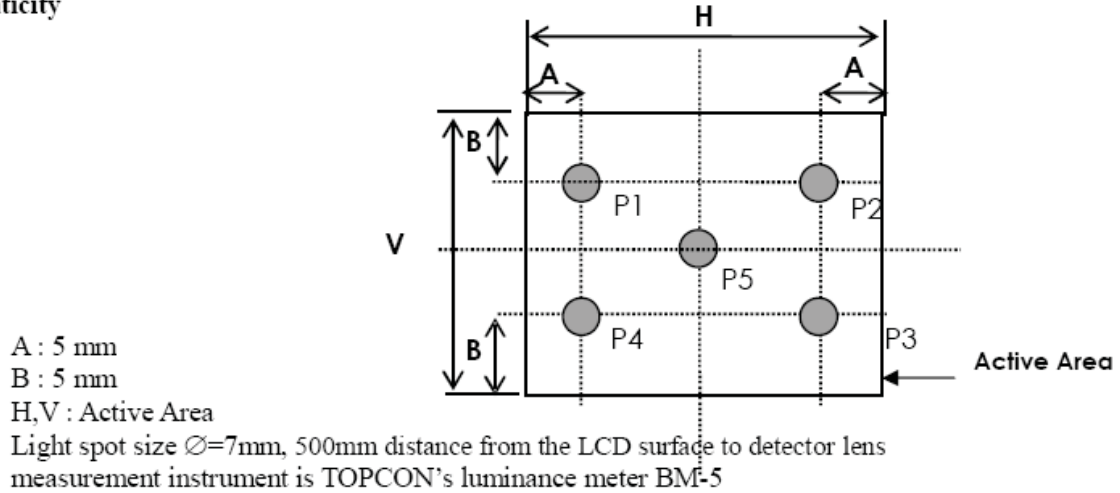 H
A A
B
P1 P2
V
P5
B P4 P3
Active Area
A : 5 mm
B : 5 mm
H,V : Active Area
Light spot size ∅=7mm, 500mm distance from the LCD surface to detector lens
measurement instrument is TOPCON's luminance meter BM-5